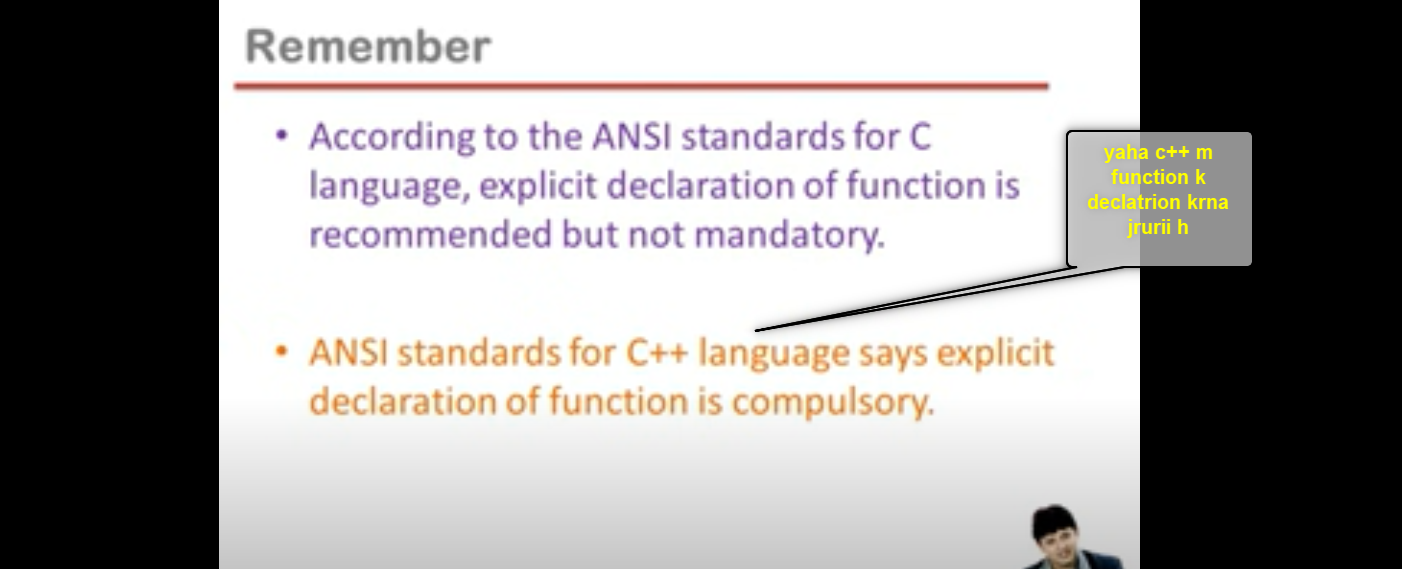 Remember
• According to the ANSI standards for C
language, explicit declaration of function is
recommended but not mandatory.
yaha c++ m
function k
declatrion krna
jrurii h
• ANSI standards for C++ language says explicit
declaration of function is compulsory.